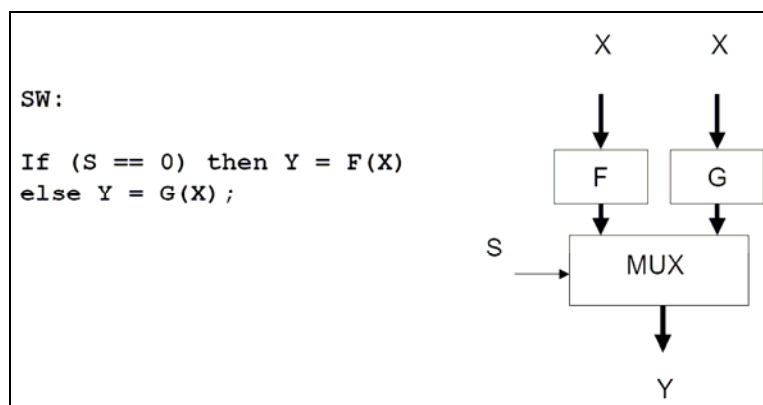 SW:
If (S == 0) then Y = F(X)
else Y = G(X);
X X
F G
S
MUX
Y